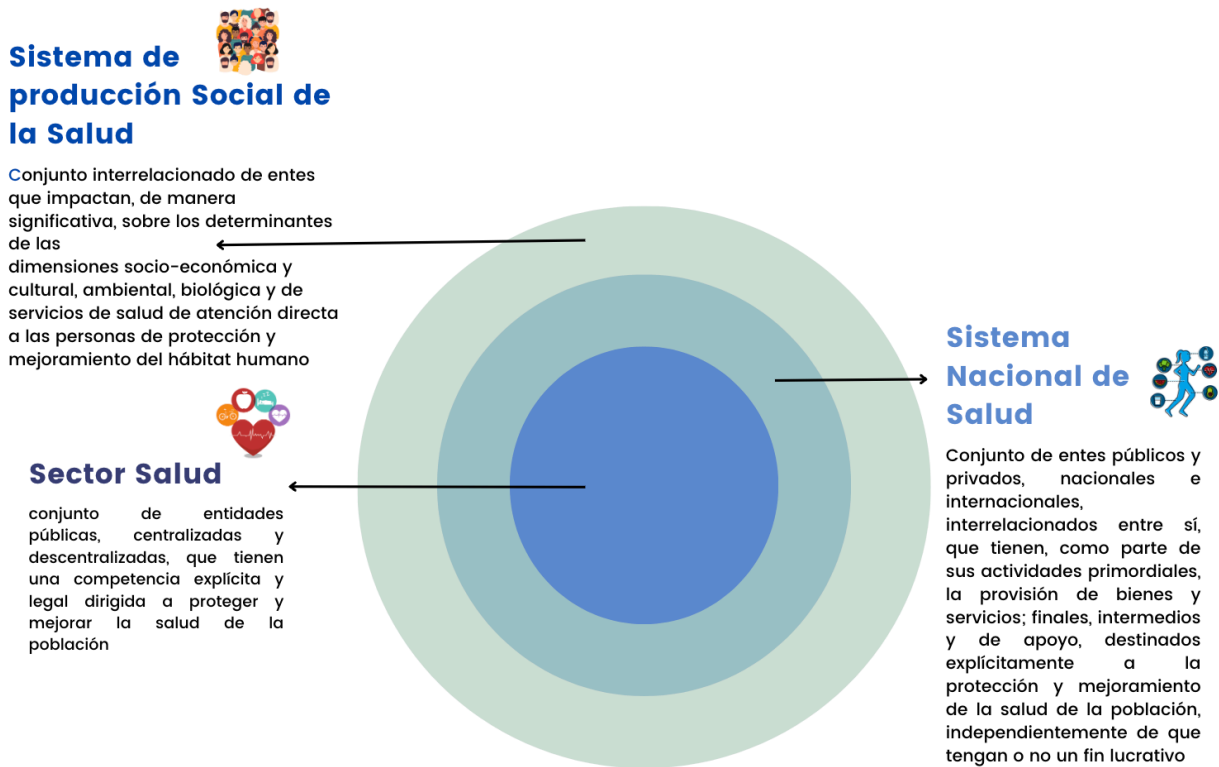 Sistema de
producción Social de
la Salud
Conjunto interrelacionado de entes
que impactan, de manera
significativa, sobre los determinantes
de las
dimensiones socio-económica y
cultural, ambiental, biológica y de
servicios de salud de atención directa
a las personas de protección y
mejoramiento del hábitat humano
Sector Salud
conjunto de entidades
públicas, centralizadas y
descentralizadas, que tienen
una competencia explícita y
legal dirigida a proteger y
mejorar la salud de la
población
Sistema
Nacional de
Salud
Conjunto de entes públicos y
privados, nacionales e
internacionales,
interrelacionados entre sí,
que tienen, como parte de
sus actividades primordiales,
la provisión de bienes y
servicios; finales, intermedios
y de apoyo, destinados
explícitamente a la
protección y mejoramiento
de la salud de la población,
independientemente de que
tengan o no un fin lucrativo